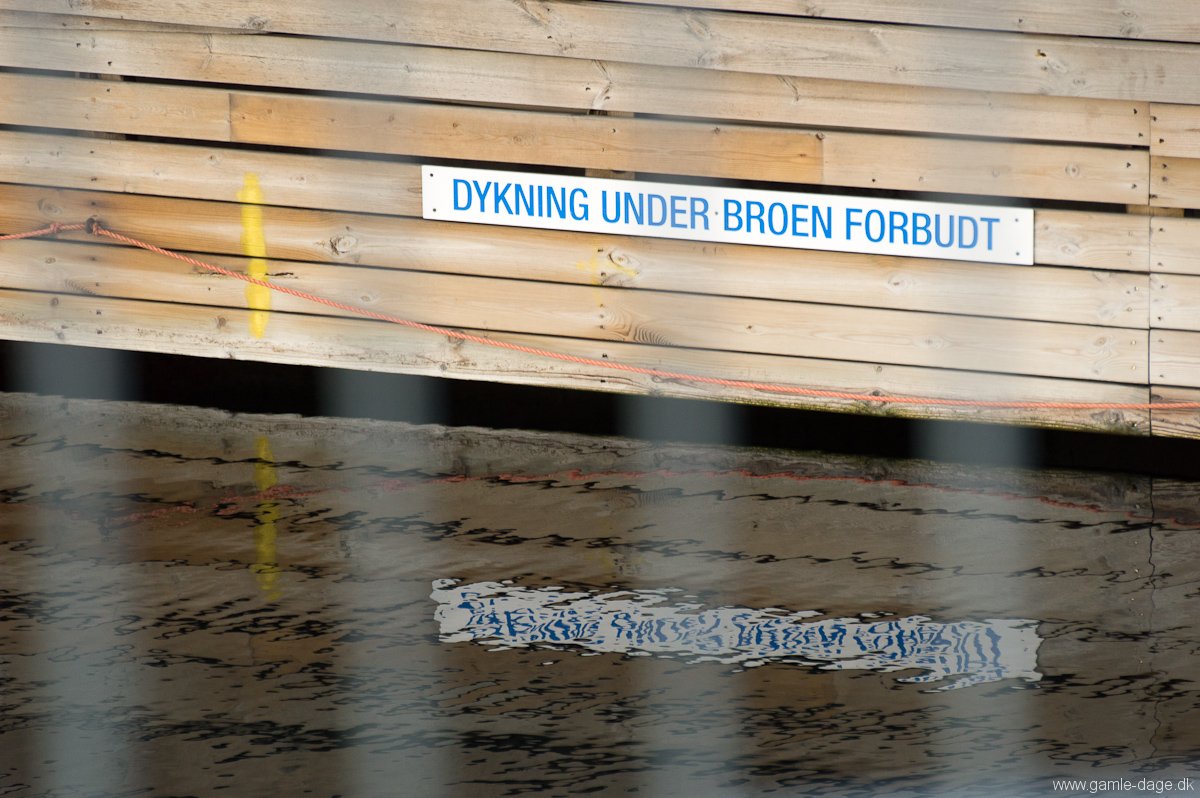 DYKNING UNDER BROEN FORBUDT
www.gamle-dage.dk